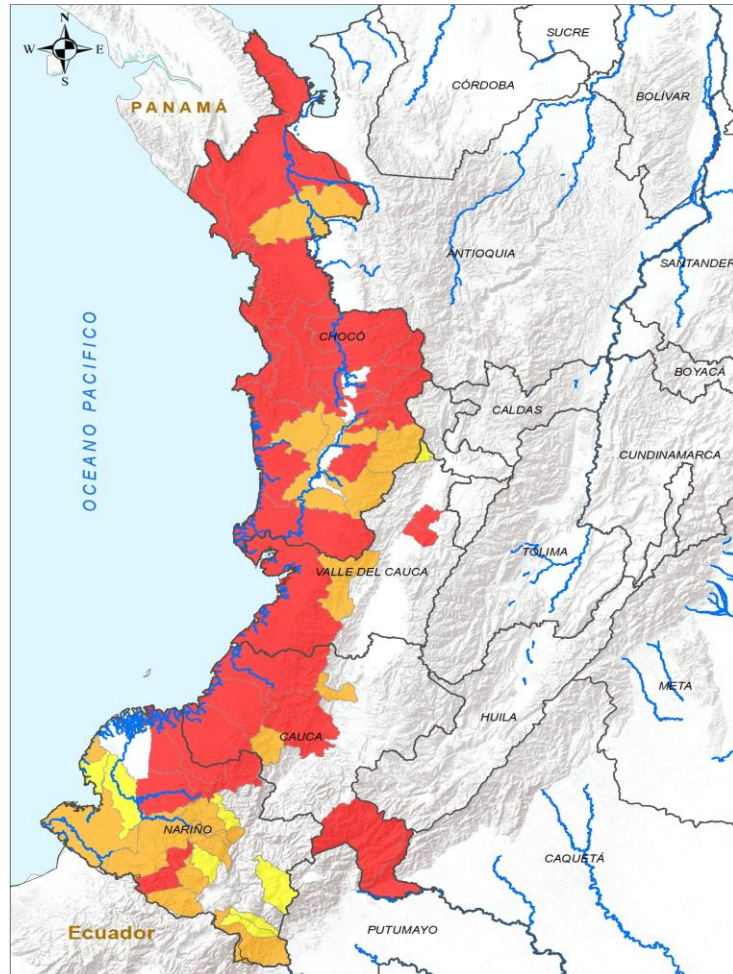 N
W E
S
SUCRE
CÓRDOBA
BOLÍVAR
PANAMÁ
ANTIOQUIA
SANTANDER
OCEANO PACIFICO
CHOCÓ
BOYACÁ
CALDAS
CUNDINAMARCA
TOLIMA
VALLE DEL CAUCA
META
HUILA
CAUCA
NARIÑO
CAQUETÁ
Ecuador
PUTUMAYO